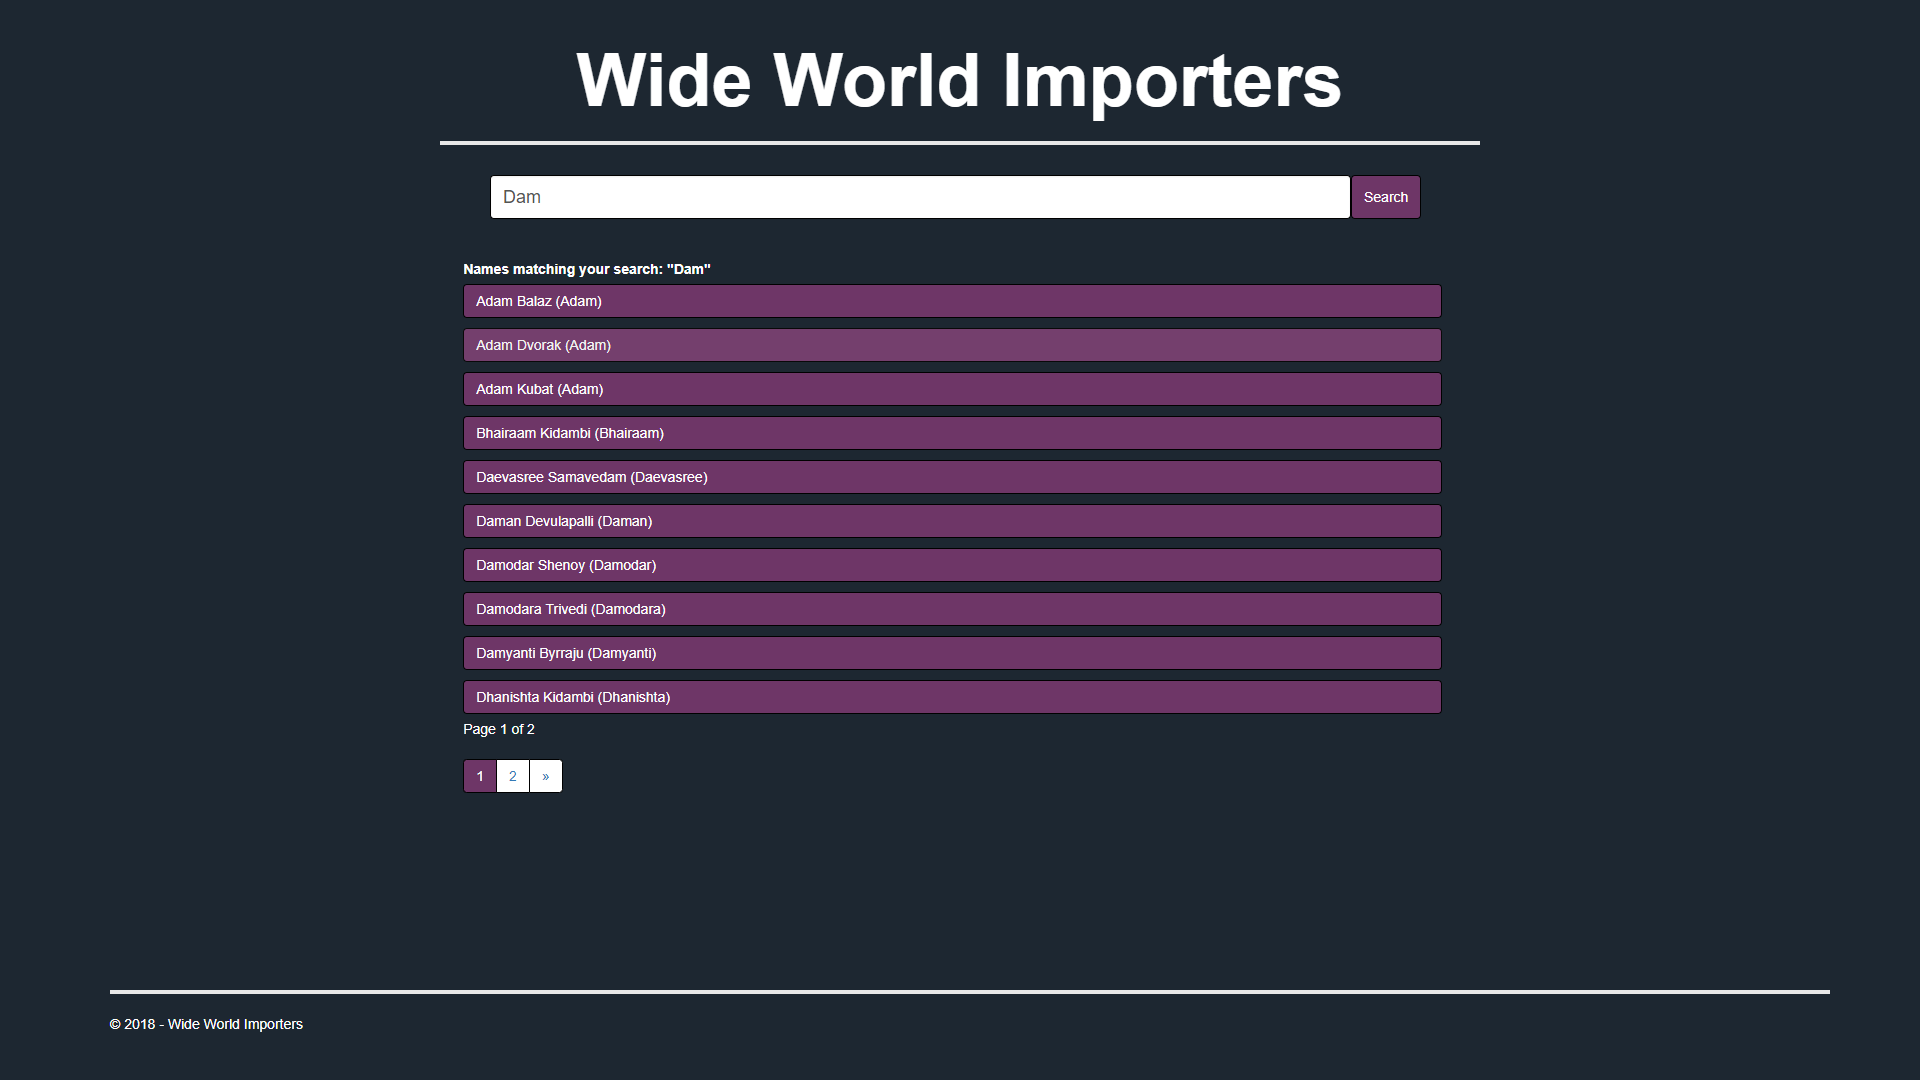 Wide World Importers
Dam
Search
Names matching your search: "Dam"
Adam Balaz (Adam)
Adam Dvorak (Adam)
Adam Kubat (Adam)
Bhairaam Kidambi (Bhairaam)
Daevasree Samavedam (Daevasree)
Daman Devulapalli (Daman)
Damodar Shenoy (Damodar)
Damodara Trivedi (Damodara)
Damyanti Byrraju (Damyanti)
Dhanishta Kidambi (Dhanishta)
Page 1 of 2
1 2 »
© 2018 - Wide World Importers